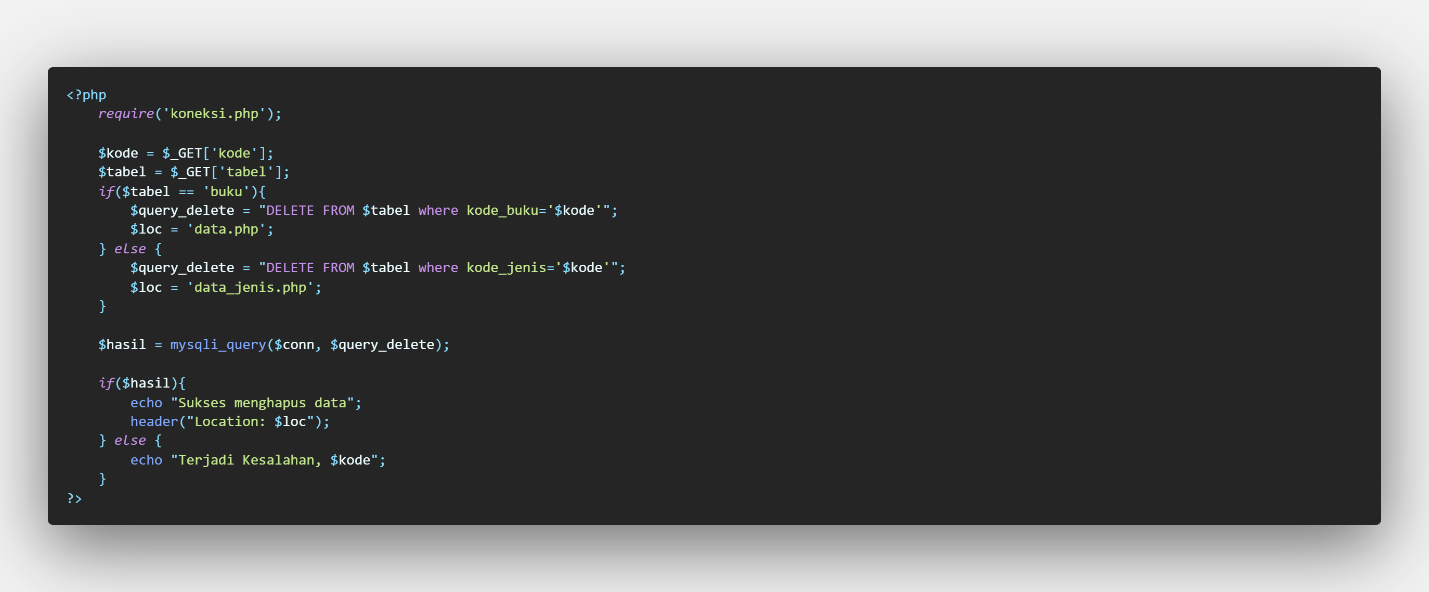 <?php
    require('koneksi.php');

    $kode = $_GET['kode'];
    $tabel = $_GET['tabel'];
    if($tabel == 'buku'){
        $query_delete = "DELETE FROM $tabel where kode_buku='$kode'";
        $loc = 'data.php';
    } else {
        $query_delete = "DELETE FROM $tabel where kode_jenis='$kode'";
        $loc = 'data_jenis.php';
    }

    $hasil = mysqli_query($conn, $query_delete);

    if($hasil){
        echo "Sukses menghapus data";
        header("Location: $loc");
    } else {
        echo "Terjadi Kesalahan, $kode";
    }
?>